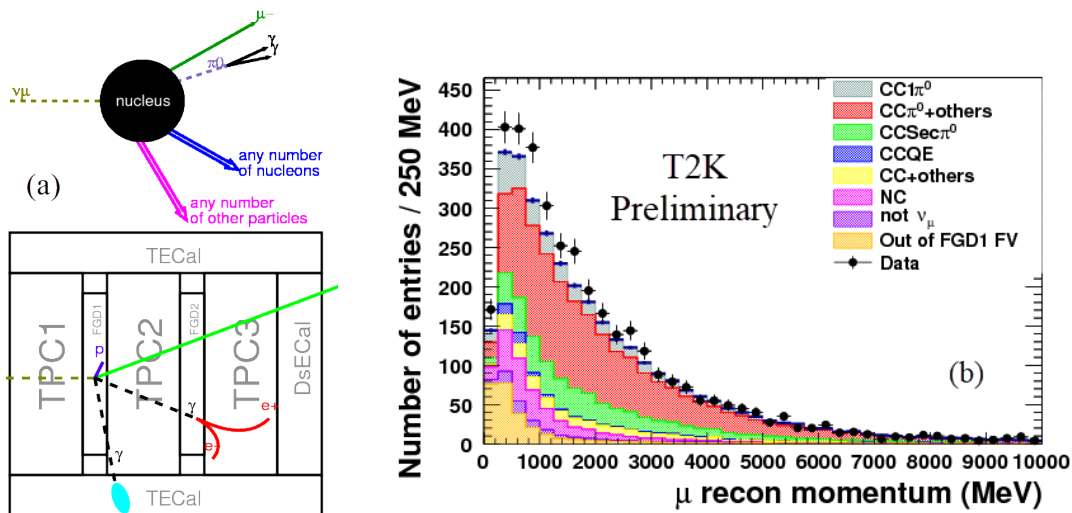 μ−
γ
γ
π0
νμ
nucleus
any number
of nucleons
(a)
any number
of other particles
TECal
TPC1
FGD1
TPC2
FGD2
TPC3
DsECal
p
γ
e+
e-
γ
TECal
Number of entries / 250 MeV
450
400
350
300
250
200
150
100
50
0
T2K
Preliminary
CC1π⁰
CCπ⁰+others
CCSecπ⁰
CCQE
CC+others
NC
not νμ
Out of FGD1 FV
Data
(b)
0 1000 2000 3000 4000 5000 6000 7000 8000 9000 10000
μ recon momentum (MeV)